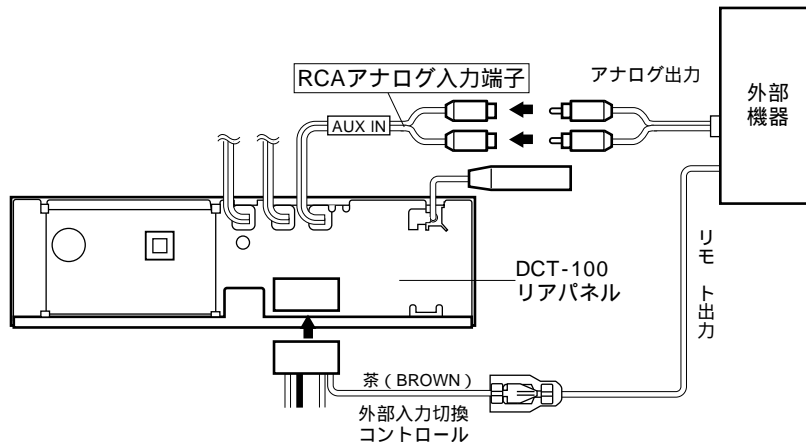 RCAアナログ入力端子
アナログ出力
外部
機器
AUX IN
DCT-100
リアパネル
リモート出力
茶（BROWN）
外部入力切換
コントロール